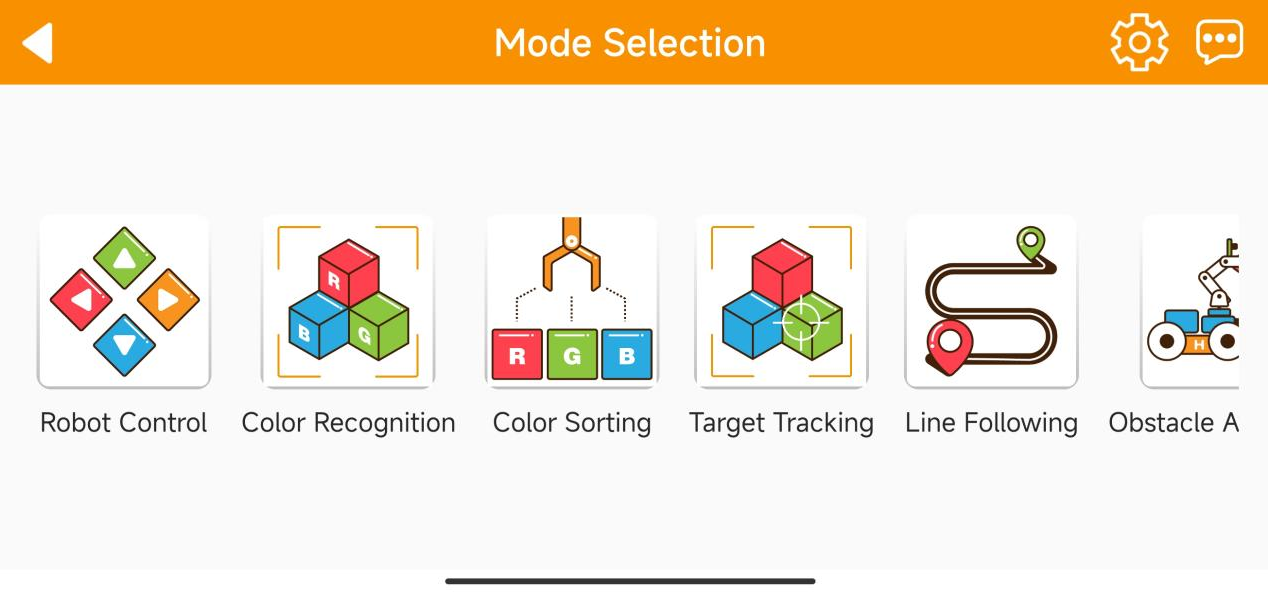 Mode Selection
R
B
G
R
G
B
H
Robot Control
Color Recognition
Color Sorting
Target Tracking
Line Following
Obstacle A